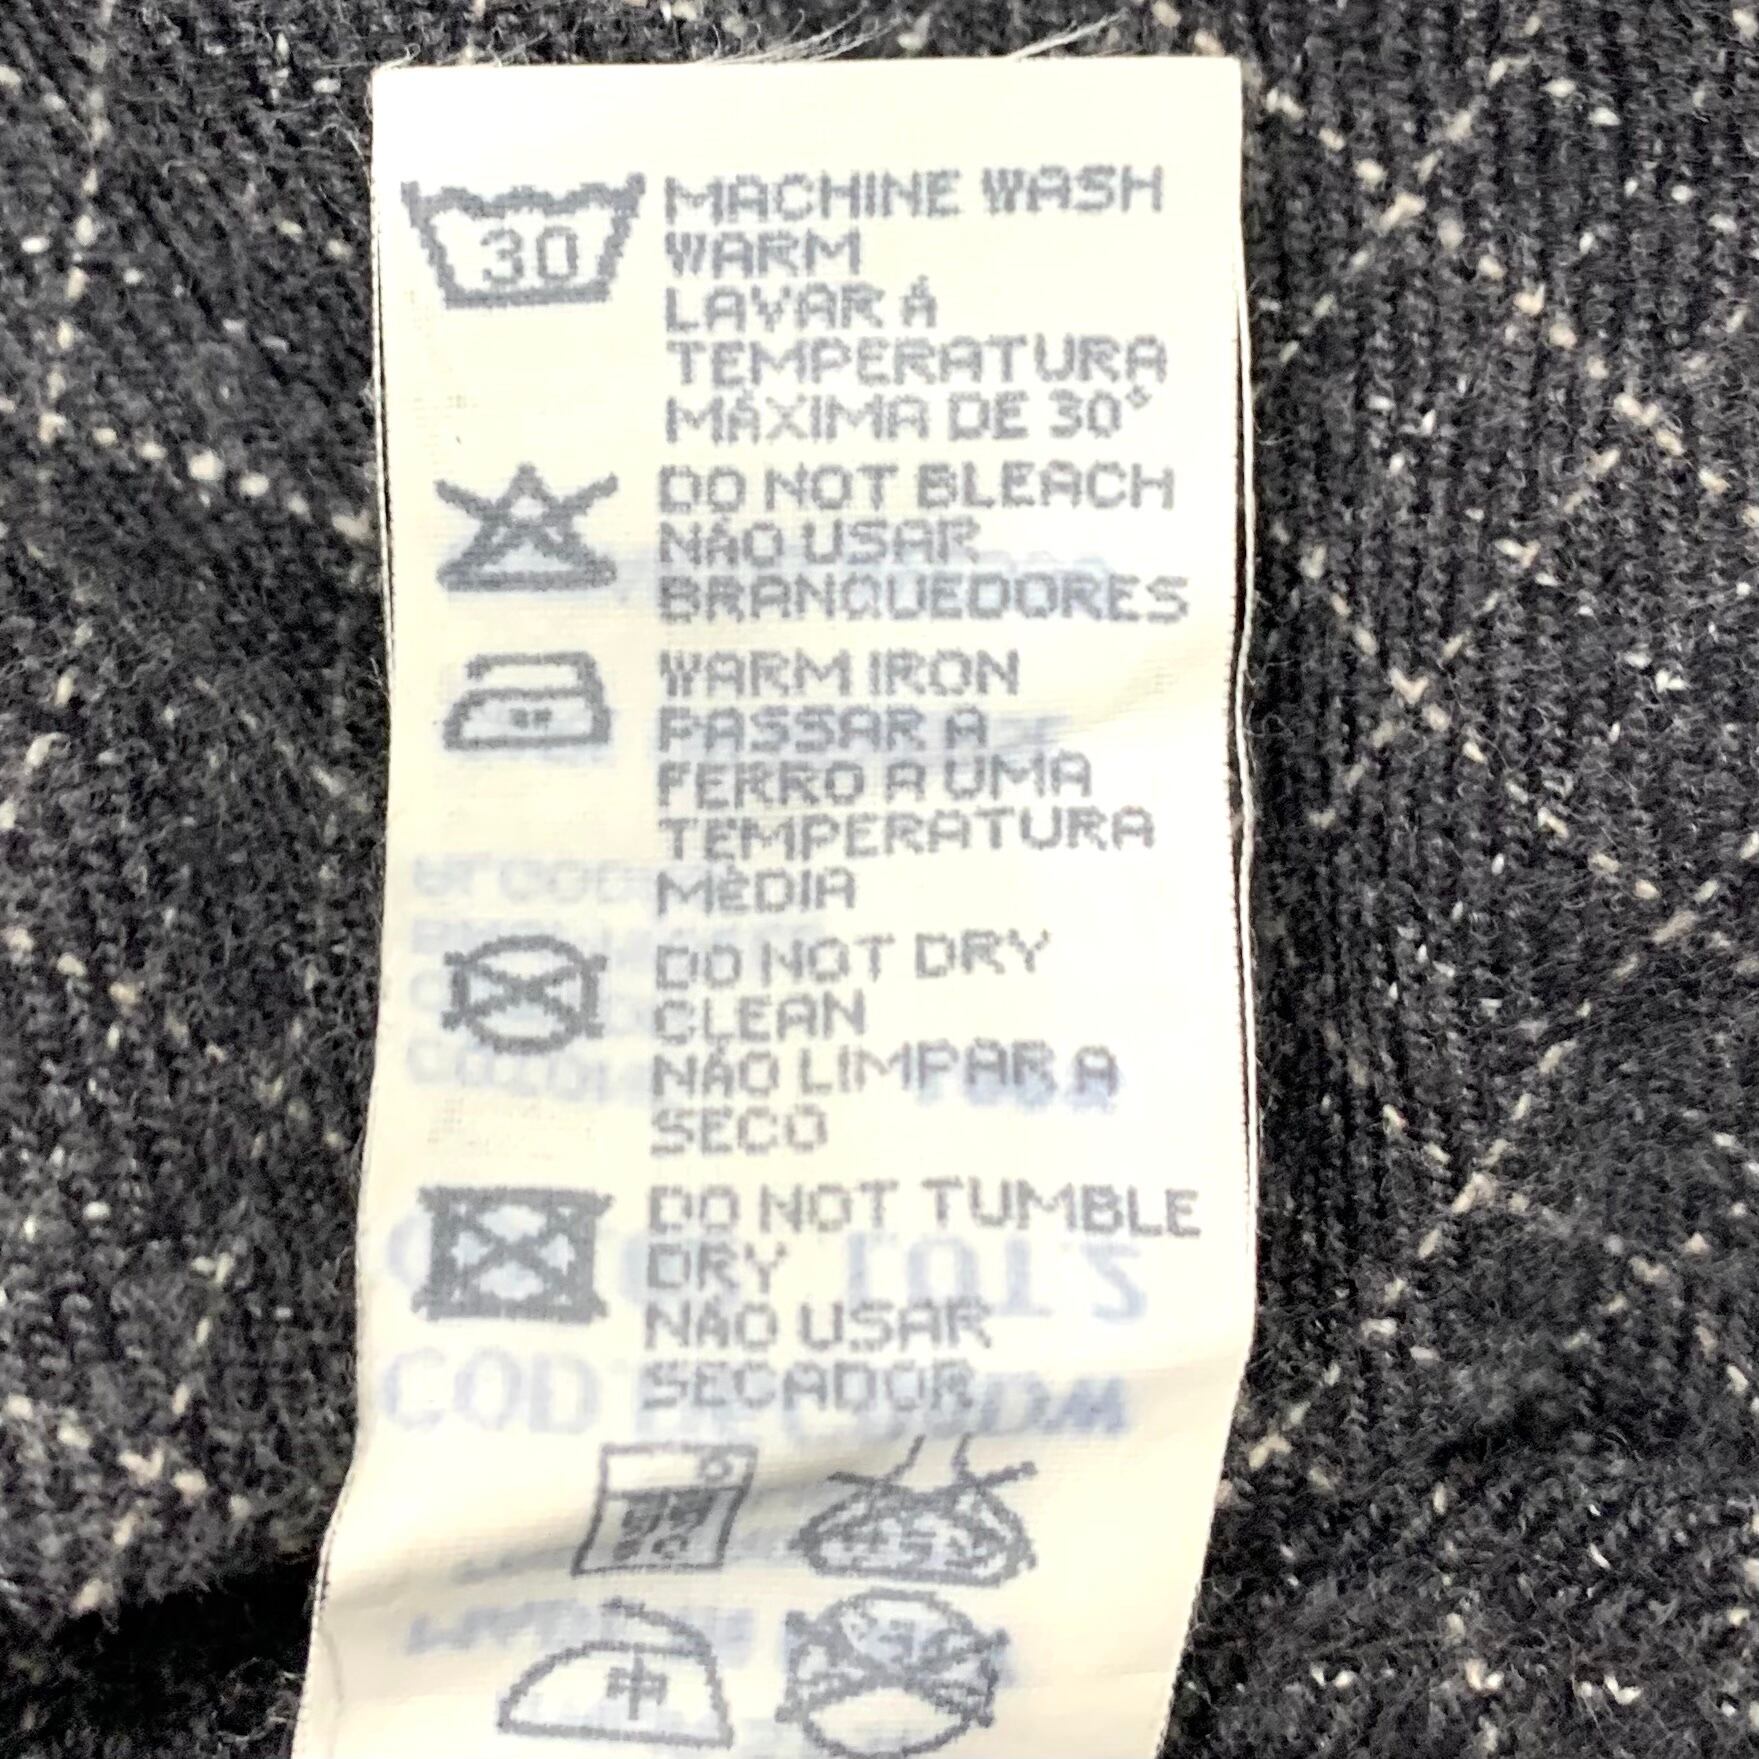 30
MACHINE WASH
WARM
LAVAR Á
TEMPERATURA
MÁXIMA DE 30°
DO NOT BLEACH
NÃO USAR
BRANQUEDORES
WARM IRON
PASSAR A
FERRO A UMA
TEMPERATURA
MÉDIA
DO NOT DRY
CLEAN
NÃO LIMPAR A
SECO
DO NOT TUMBLE
DRY
NÃO USAR
SECADOR
中